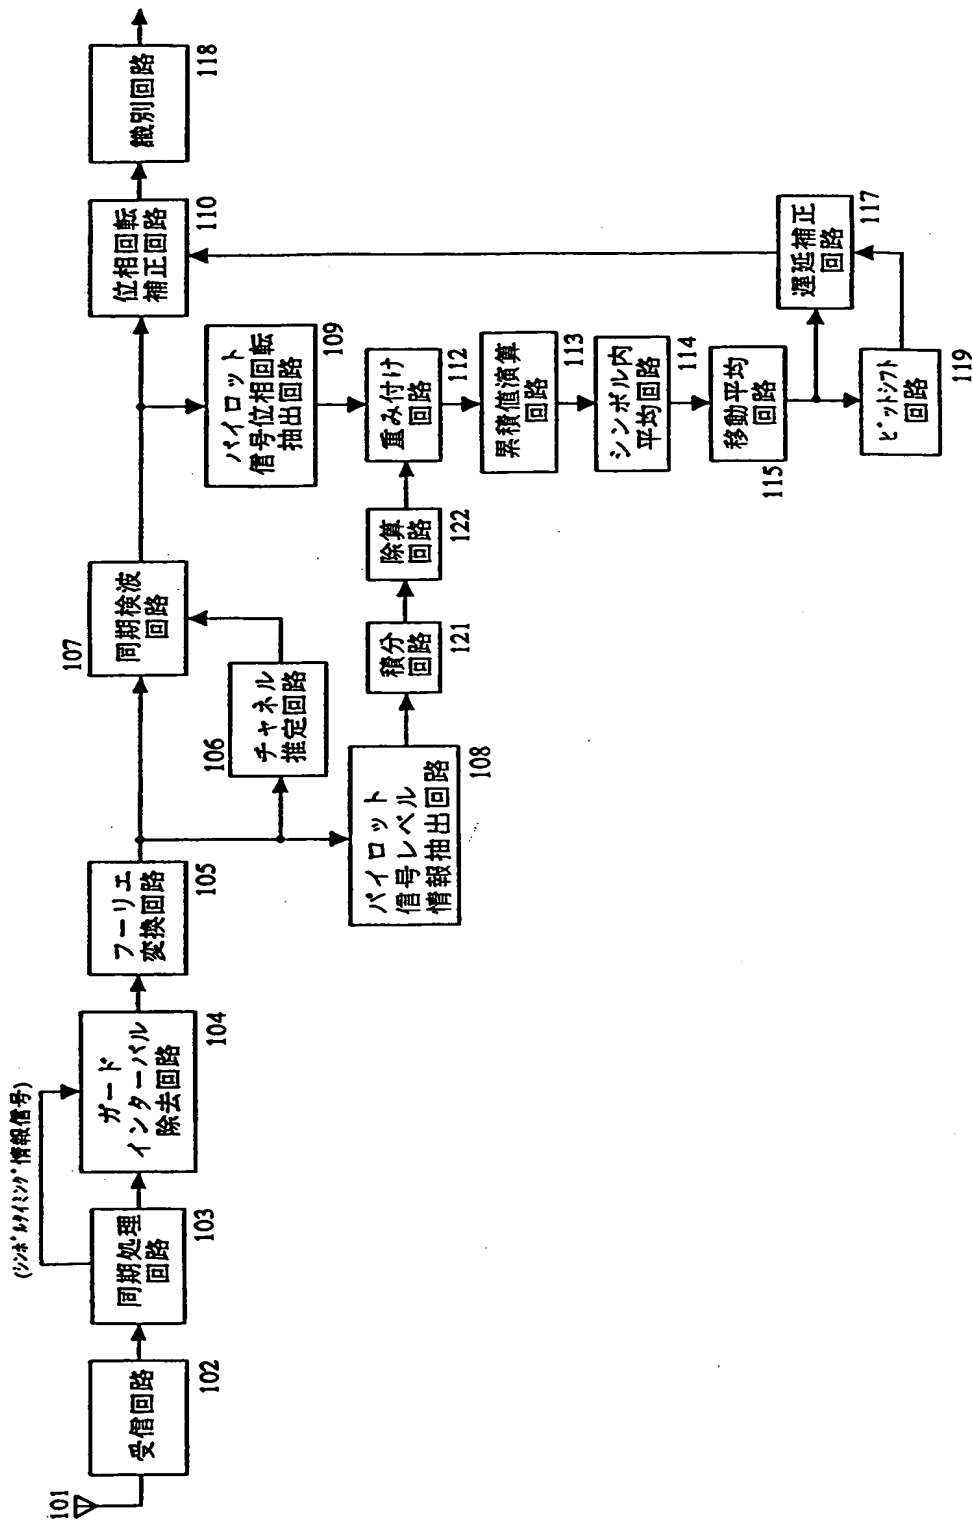 101
受信回路
102
(シンボルタイミング情報信号)
同期処理
回路
103
ガード
インターバル
除去回路
104
フーリエ
変換回路
105
チャネル
推定回路
106
同期検波
回路
107
パイロット
信号レベル
情報抽出回路
108
積分
回路
121
除算
回路
122
パイロット
信号位相回転
抽出回路
109
重み付け
回路
112
累積値演算
回路
113
シンボル内
平均回路
114
移動平均
回路
115
ビットシフト
回路
119
遅延補正
回路
117
位相回転
補正回路
110
識別回路
118